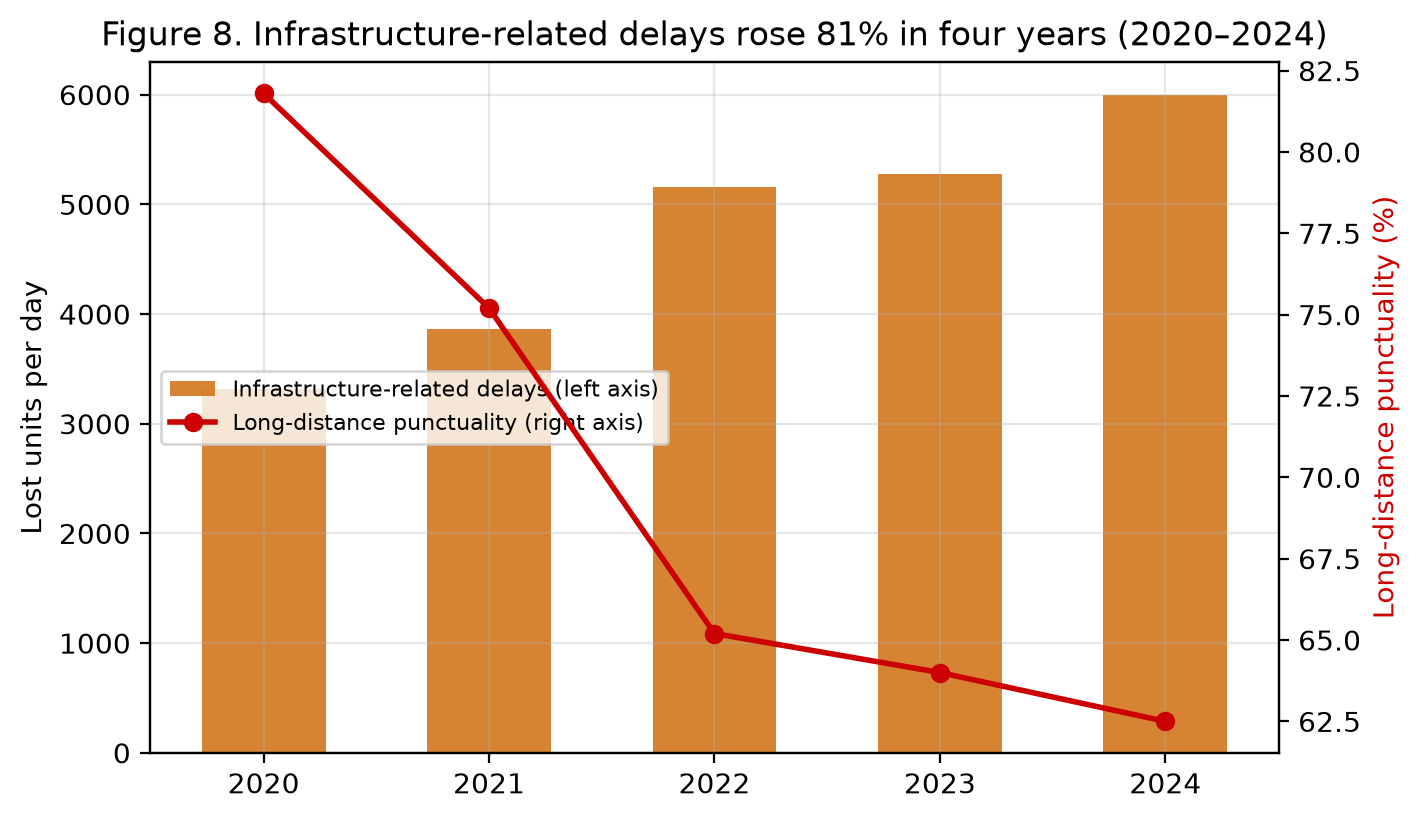 Figure 8. Infrastructure-related delays rose 81% in four years (2020–2024)
Lost units per day
6000
5000
4000
3000
2000
1000
0
Infrastructure-related delays (left axis)
Long-distance punctuality (right axis)
82.5
80.0
77.5
75.0
72.5
70.0
67.5
65.0
62.5
Long-distance punctuality (%)
2020 2021 2022 2023 2024